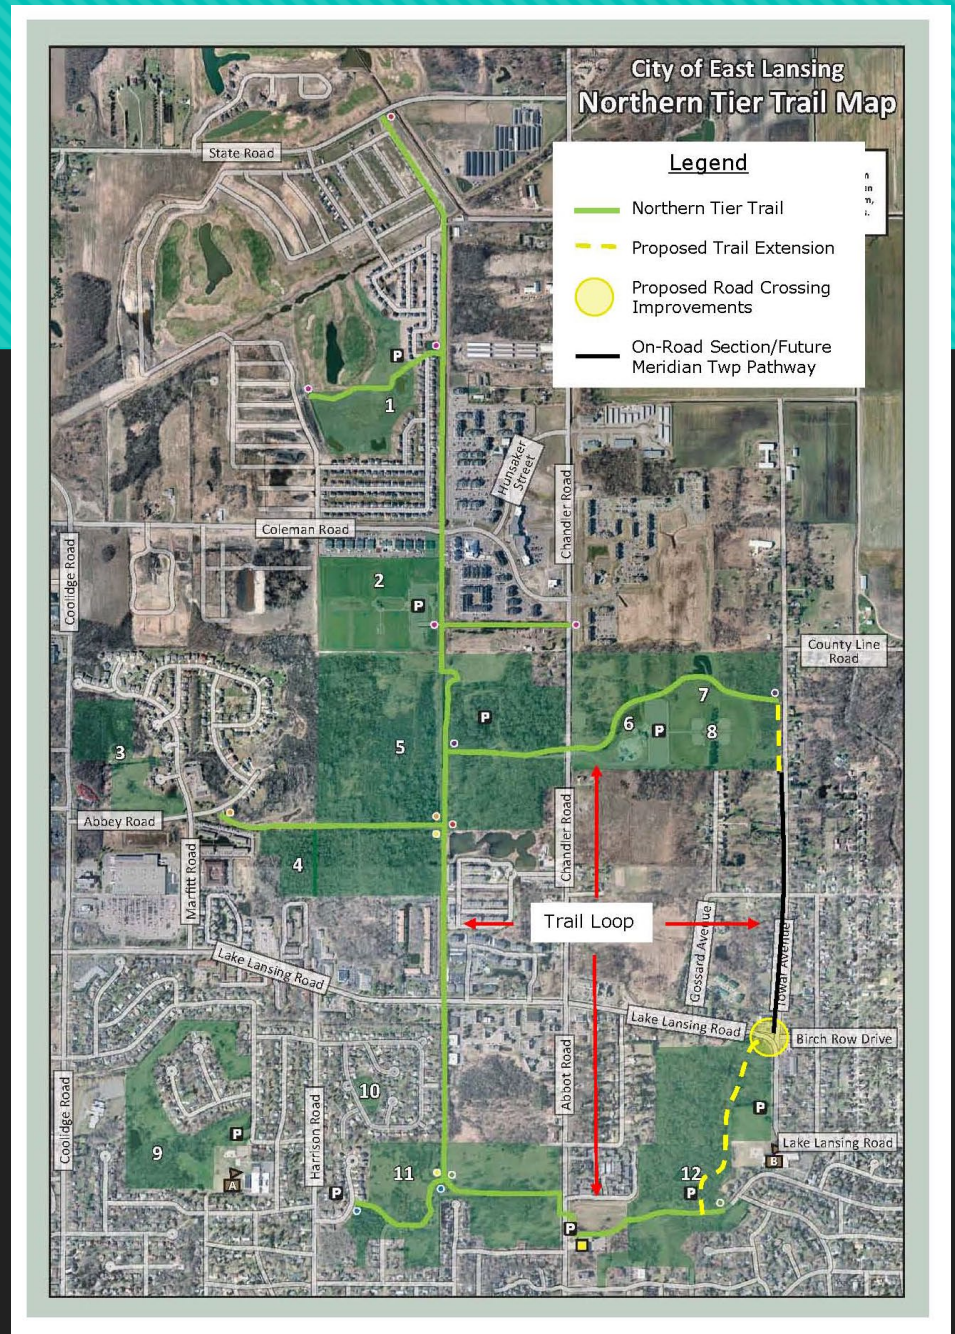 City of East Lansing
Northern Tier Trail Map
State Road
Legend
Northern Tier Trail
Proposed Trail Extension
Proposed Road Crossing
Improvements
On-Road Section/Future
Meridian Twp Pathway
P
1
Hunsaker
Street
Chandler Road
Coleman Road
Coolidge Road
2
P
County Line
Road
3
5
P
6
P
7
8
Abbey Road
Marfitt Road
4
Chandler Road
Trail Loop
Gossard Avenue
Towar Avenue
Lake Lansing Road
Lake Lansing Road
Birch Row Drive
Coolidge Road
9
P
A
Harrison Road
10
Abbot Road
P
Lake Lansing Road
B
11
P
12
P
P